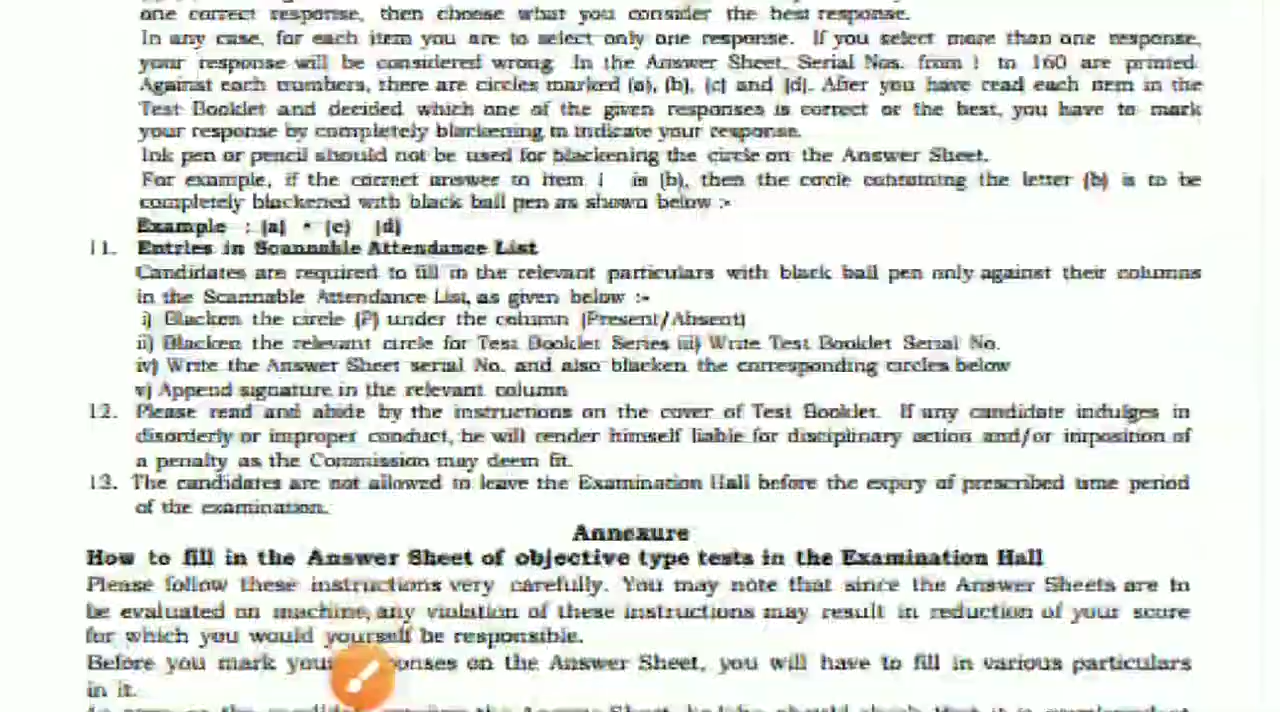 one correct response, then choose what you consider the best response.
In any case, for each item you are to select only one response. If you select more than one response,
your response will be considered wrong. In the Answer Sheet, Serial Nos. from 1 to 160 are printed.
Against each numbers, there are circles marked (a), (b), (c) and (d). After you have read each item in the
Test Booklet and decided which one of the given responses is correct or the best, you have to mark
your response by completely blackening to indicate your response.
Ink pen or pencil should not be used for blackening the circle on the Answer Sheet.
For example, if the correct answer to item 1 is (b), then the circle containing the letter (b) is to be
completely blackened with black ball pen as shown below :-
Example : (a) • (c) (d)
11. Entries in Scannable Attendance List
Candidates are required to fill in the relevant particulars with black ball pen only against their columns
in the Scannable Attendance List, as given below :-
i) Blacken the circle (P) under the column (Present/Absent)
ii) Blacken the relevant circle for Test Booklet Series iii) Write Test Booklet Serial No.
iv) Write the Answer Sheet serial No. and also blacken the corresponding circles below
v) Append signature in the relevant column
12. Please read and abide by the instructions on the cover of Test Booklet. If any candidate indulges in
disorderly or improper conduct, he will render himself liable for disciplinary action and/or imposition of
a penalty as the Commission may deem fit.
13. The candidates are not allowed to leave the Examination Hall before the expiry of prescribed time period
of the examination.
Annexure
How to fill in the Answer Sheet of objective type tests in the Examination Hall
Please follow these instructions very carefully. You may note that since the Answer Sheets are to
be evaluated on machine, any violation of these instructions may result in reduction of your score
for which you would yourself be responsible.
Before you mark your responses on the Answer Sheet, you will have to fill in various particulars
in it.